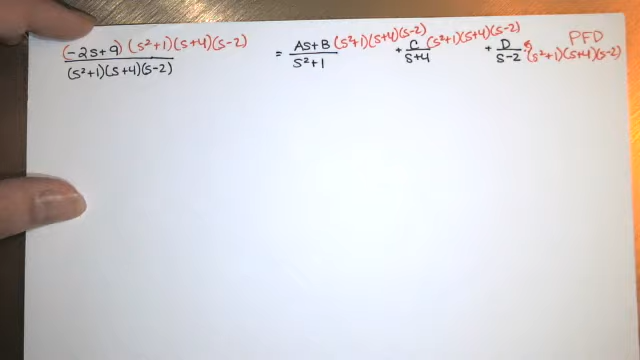 PFD
(-2s+9) (s²+1)(s+4)(s-2) / (s²+1)(s+4)(s-2) = As+B (s²+1)(s+4)(s-2) / s²+1 + C (s²+1)(s+4)(s-2) / s+4 + D (s²+1)(s+4)(s-2) / s-2